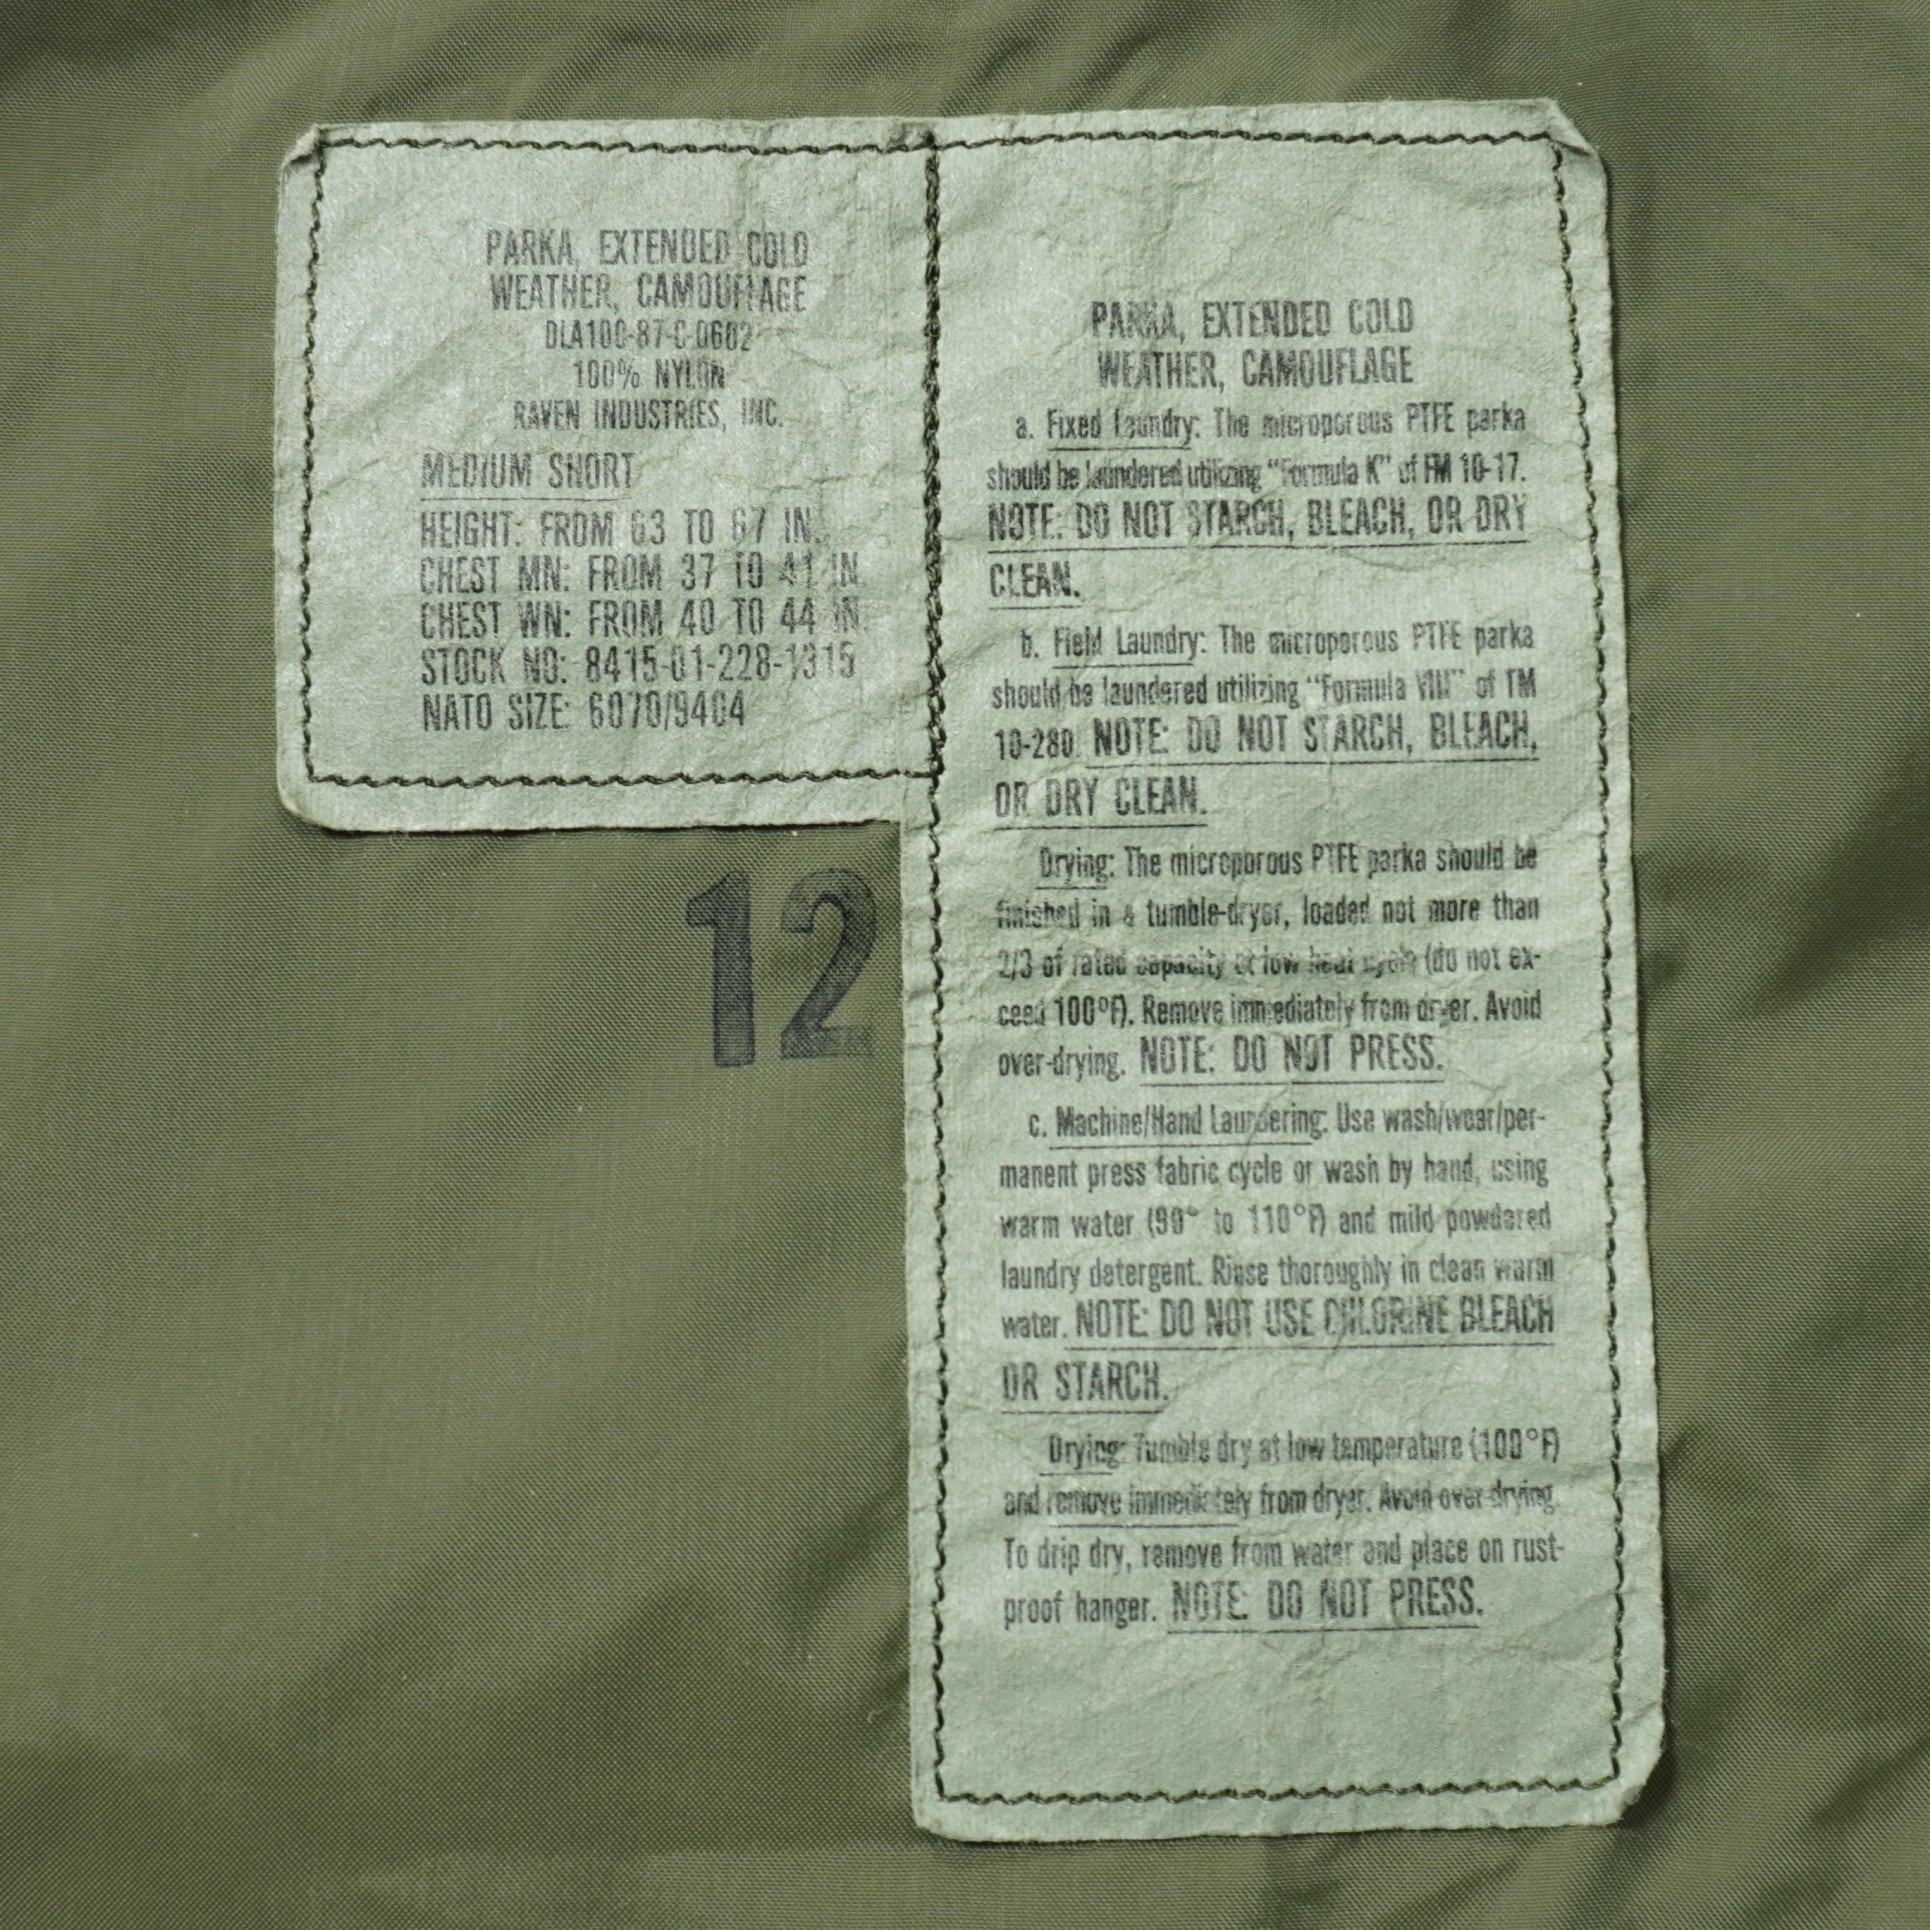 PARKA, EXTENDED COLD
WEATHER, CAMOUFLAGE
DLA100-87-C-0602
100% NYLON
RAVEN INDUSTRIES, INC.
MEDIUM SHORT
HEIGHT: FROM 63 TO 67 IN.
CHEST MN: FROM 37 TO 41 IN.
CHEST WN: FROM 40 TO 44 IN.
STOCK NO: 8415-01-228-1315
NATO SIZE: 6070/9404
12
PARKA, EXTENDED COLD
WEATHER, CAMOUFLAGE
a. Fixed Laundry: The microporous PTFE parka
should be laundered utilizing "Formula K" of FM 10-17.
NOTE: DO NOT STARCH, BLEACH, OR DRY
CLEAN.
b. Field Laundry: The microporous PTFE parka
should be laundered utilizing "Formula VIII" of TM
10-280. NOTE: DO NOT STARCH, BLEACH,
OR DRY CLEAN.
Drying: The microporous PTFE parka should be
finished in a tumble-dryer, loaded not more than
2/3 of rated capacity at low heat cycle (do not ex-
ceed 100°F). Remove immediately from dryer. Avoid
over-drying. NOTE: DO NOT PRESS.
c. Machine/Hand Laundering: Use wash/wear/per-
manent press fabric cycle or wash by hand, using
warm water (90° to 110°F) and mild powdered
laundry detergent. Rinse thoroughly in clean warm
water. NOTE: DO NOT USE CHLORINE BLEACH
OR STARCH.
Drying: Tumble dry at low temperature (100°F)
and remove immediately from dryer. Avoid over-drying.
To drip dry, remove from water and place on rust-
proof hanger. NOTE: DO NOT PRESS.